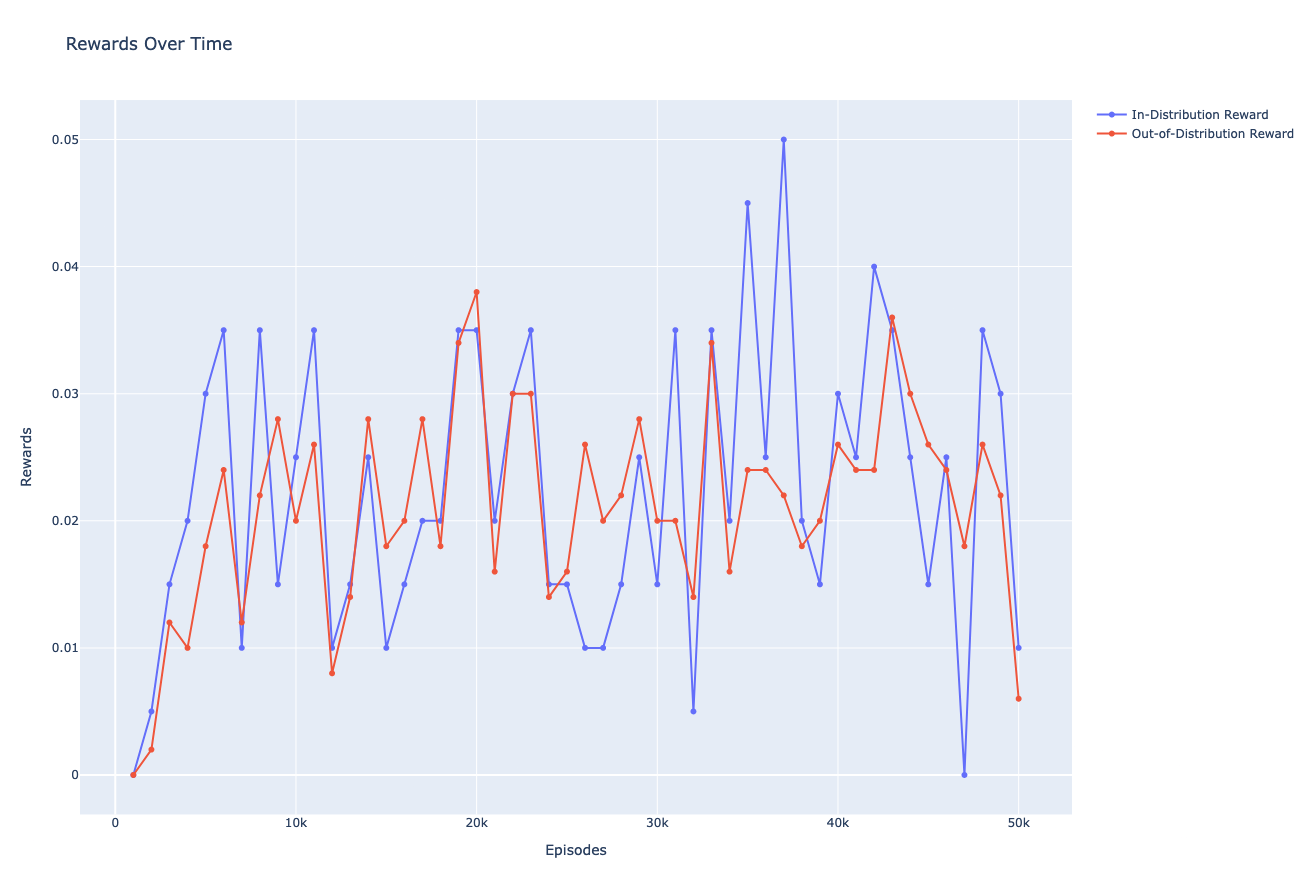 Rewards Over Time
In-Distribution Reward
Out-of-Distribution Reward
0.05
0.04
0.03
0.02
0.01
0
Rewards
0 10k 20k 30k 40k 50k
Episodes